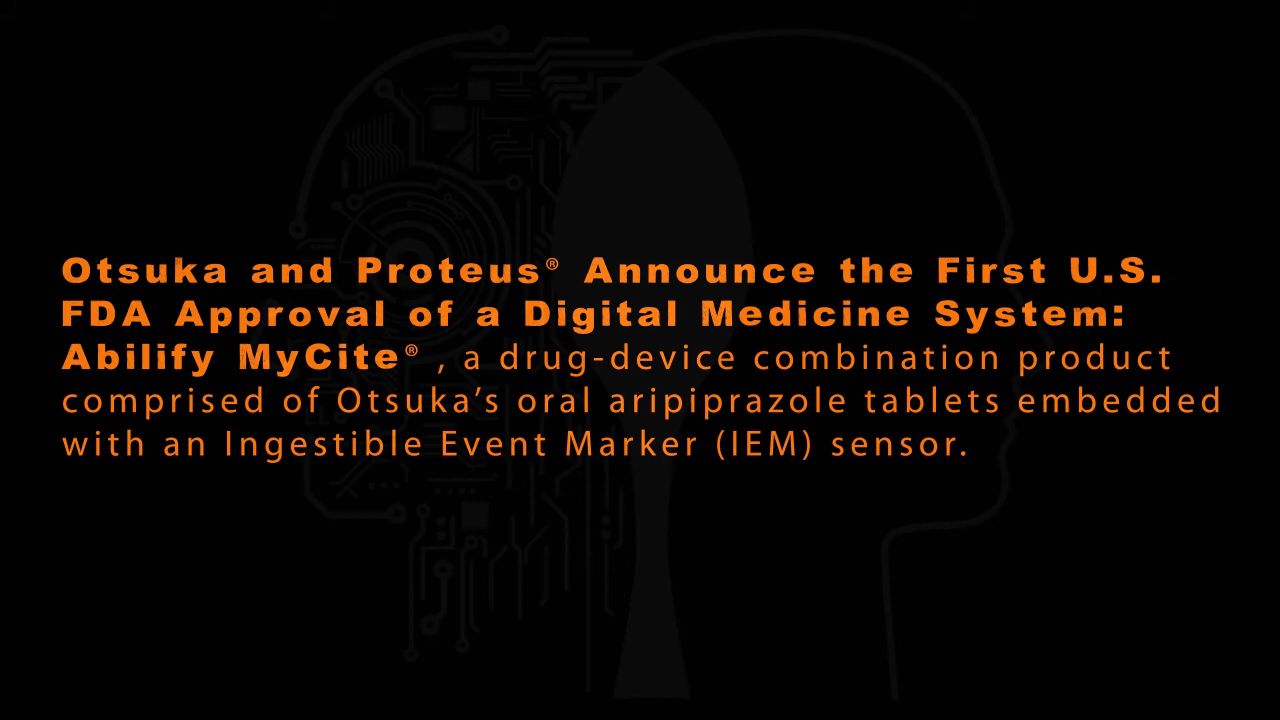 Otsuka and Proteus® Announce the First U.S.
FDA Approval of a Digital Medicine System:
Abilify MyCite® , a drug-device combination product
comprised of Otsuka’s oral aripiprazole tablets embedded
with an Ingestible Event Marker (IEM) sensor.